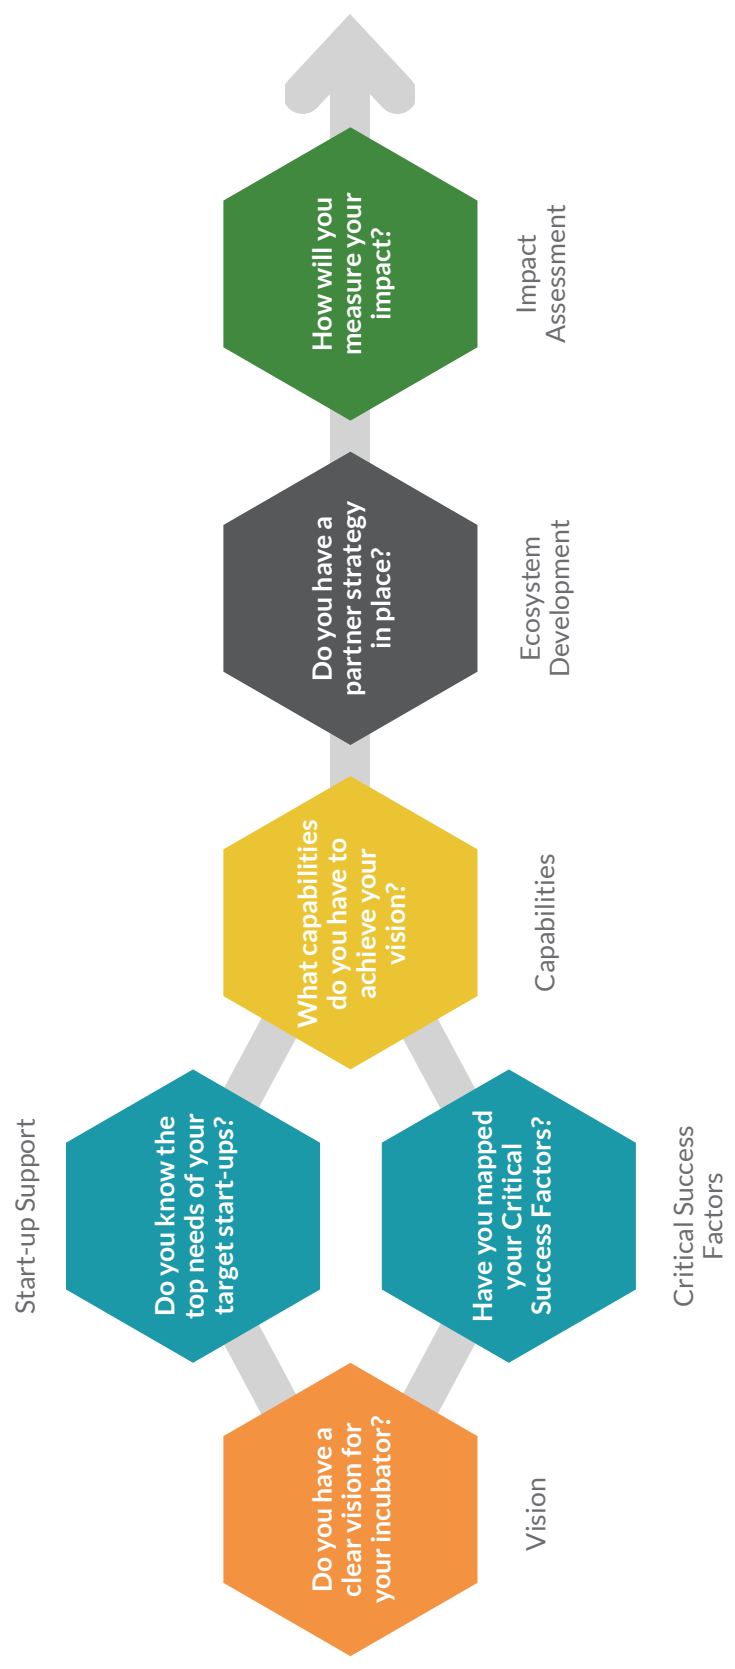 Do you have a
clear vision for
your incubator?
Vision
Start-up Support
Do you know the
top needs of your
target start-ups?
Have you mapped
your Critical
Success Factors?
Critical Success
Factors
What capabilities
do you have to
achieve your
vision?
Capabilities
Do you have a
partner strategy
in place?
Ecosystem
Development
How will you
measure your
impact?
Impact
Assessment